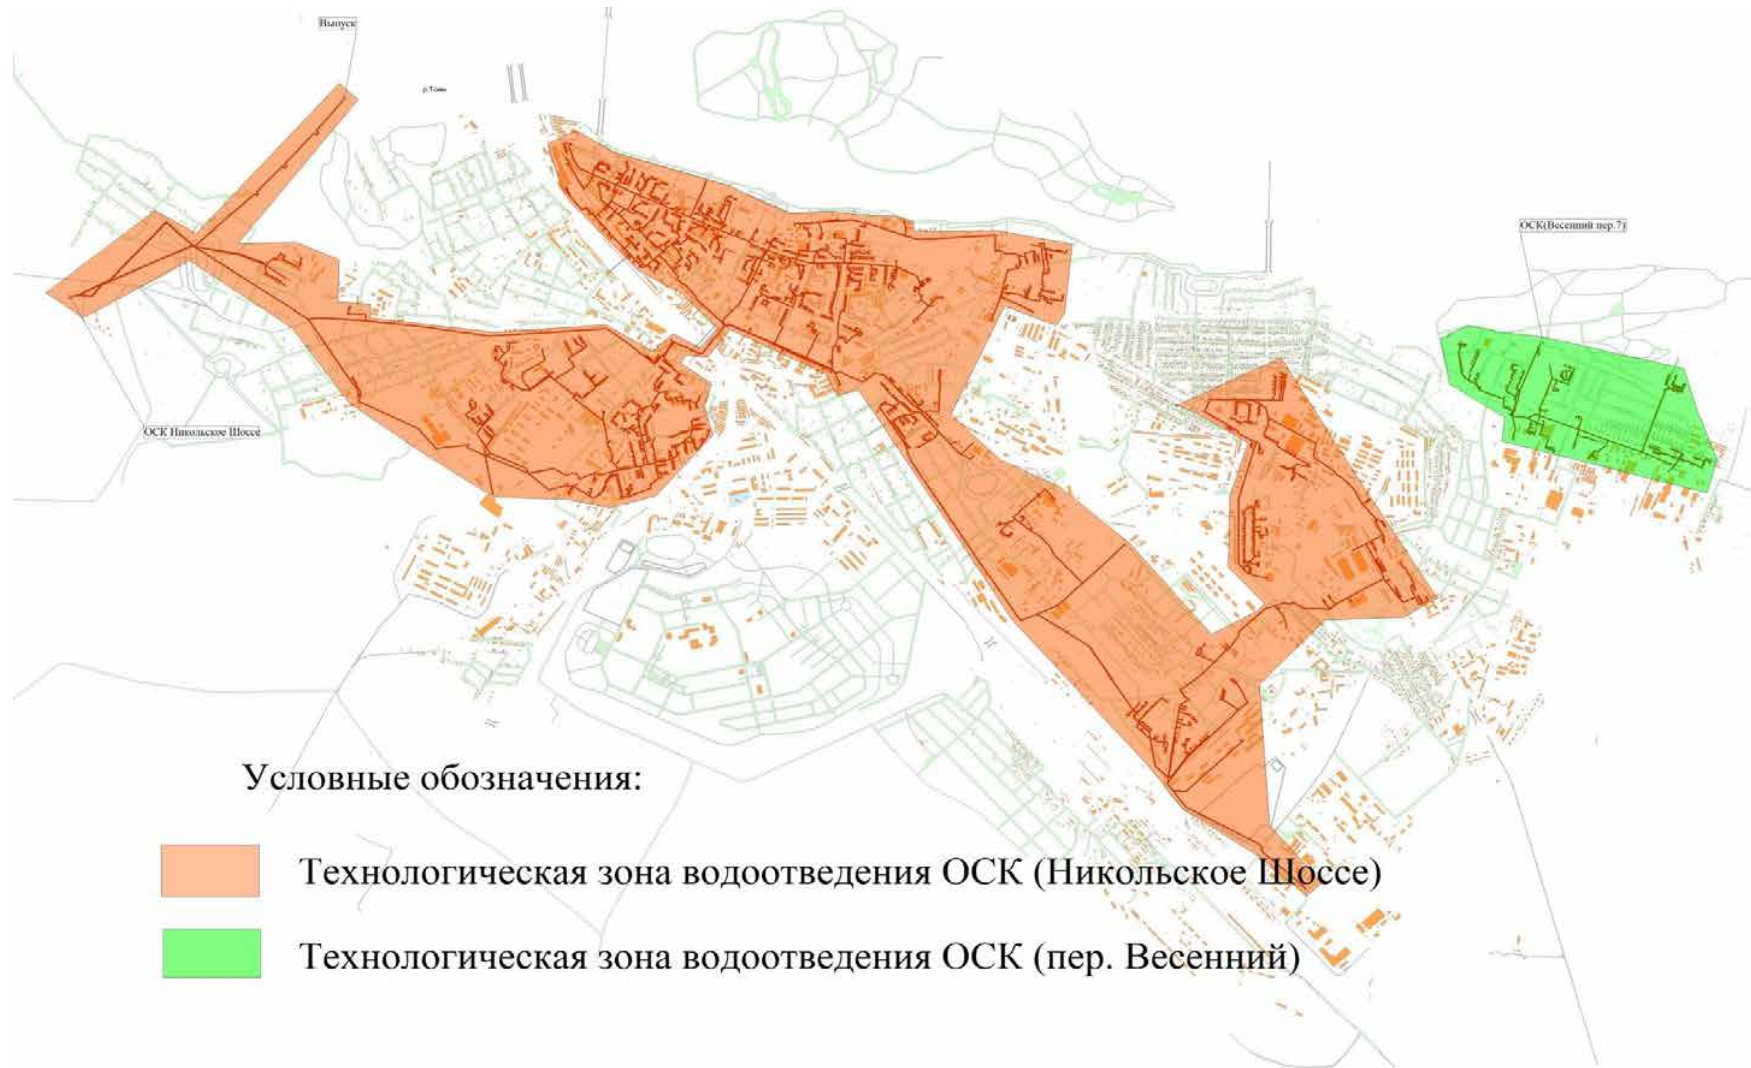 Выпуск
р.Томь
ОСК(Весенний пер.7)
ОСК Никольское Шоссе
Условные обозначения:
Технологическая зона водоотведения ОСК (Никольское Шоссе)
Технологическая зона водоотведения ОСК (пер. Весенний)